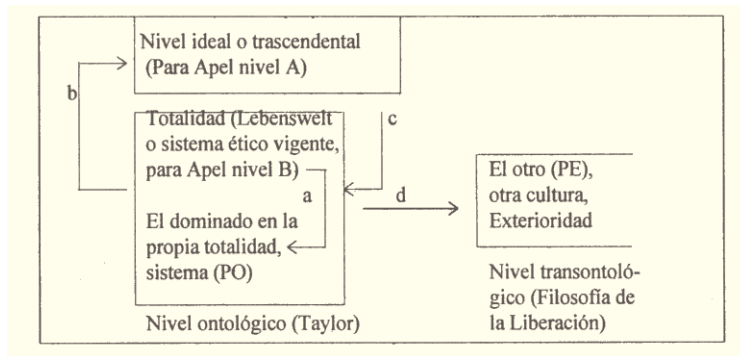 Nivel ideal o trascendental
(Para Apel nivel A)
b
Totalidad (Lebenswelt
o sistema ético vigente,
para Apel nivel B)
a
El dominado en la
propia totalidad,
sistema (PO)
Nivel ontológico (Taylor)
c
d
El otro (PE),
otra cultura,
Exterioridad
Nivel transontoló-
gico (Filosofía de
la Liberación)